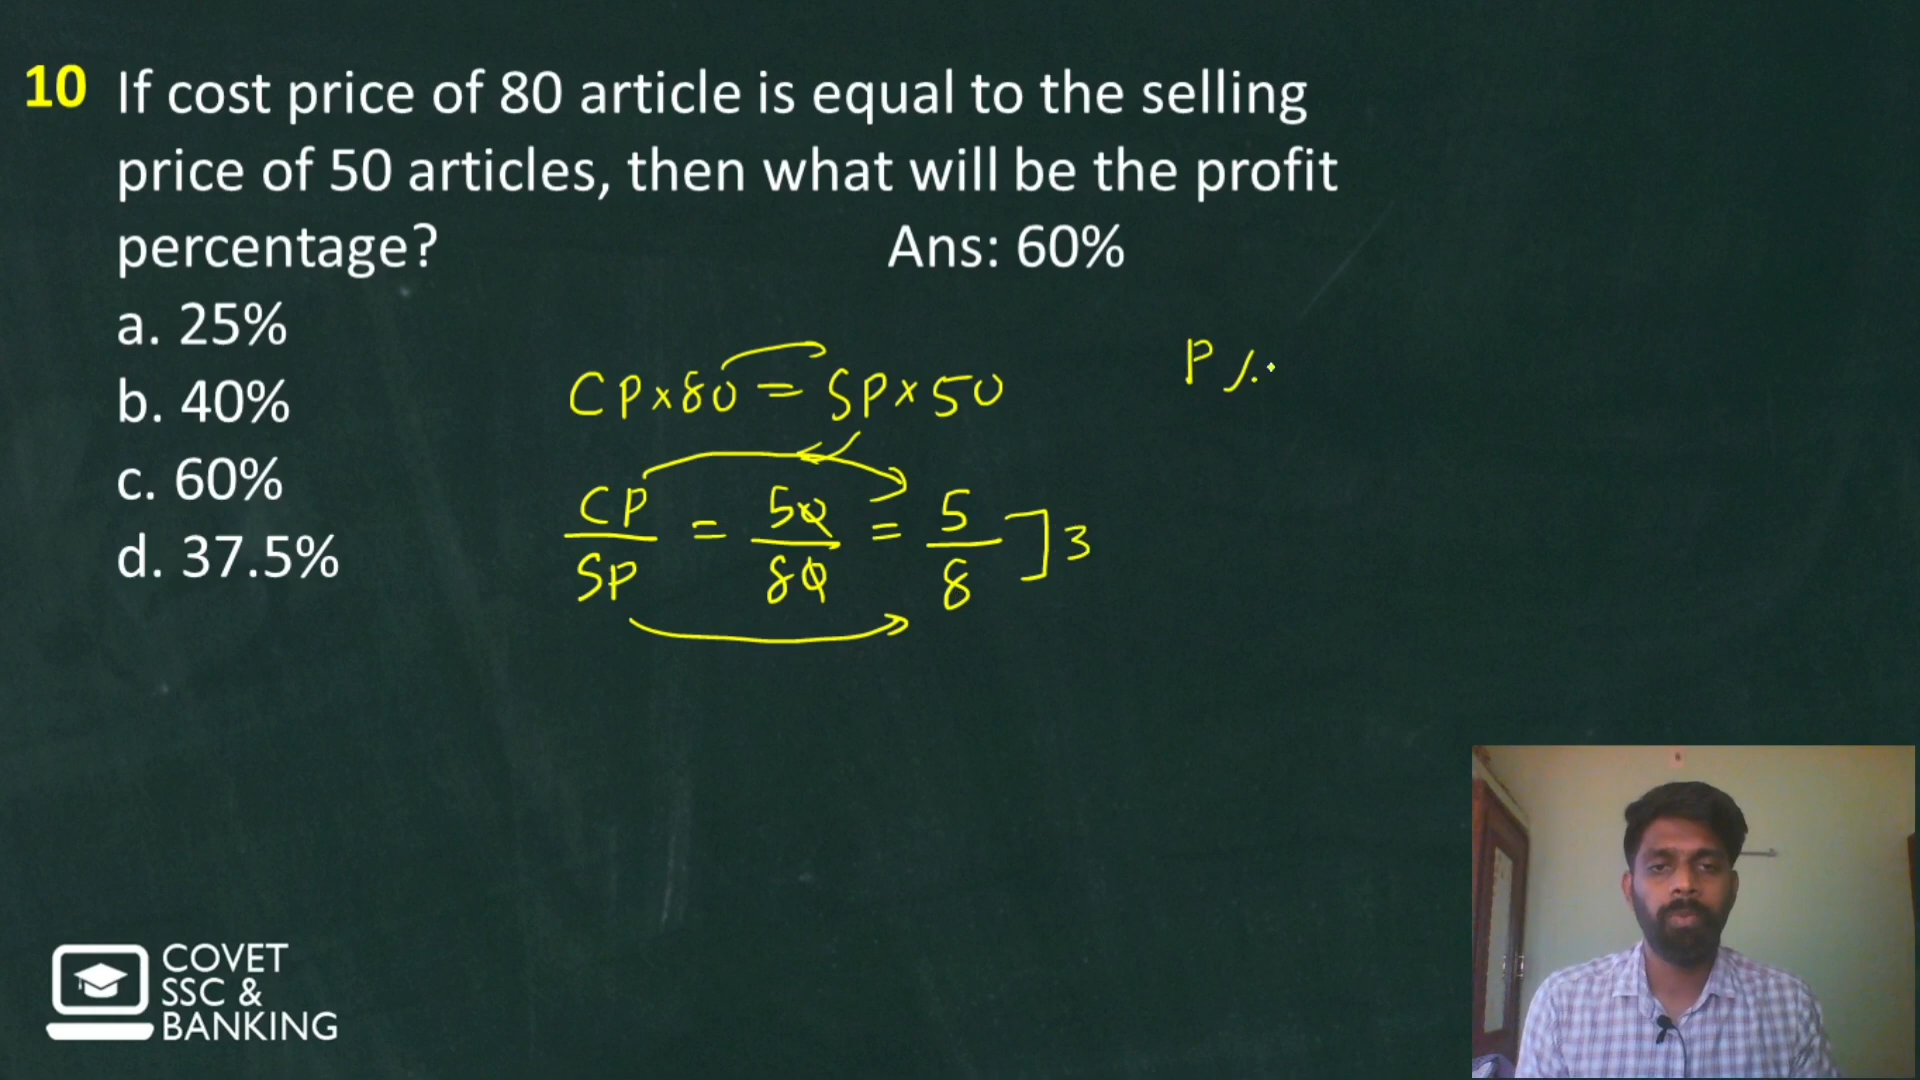 10 If cost price of 80 article is equal to the selling
price of 50 articles, then what will be the profit
percentage? Ans: 60%
a. 25%
b. 40%
c. 60%
d. 37.5%
CP×80 = SP×50
P%
CP/SP = 50/80 = 5/8 ] 3
COVET
SSC &
BANKING